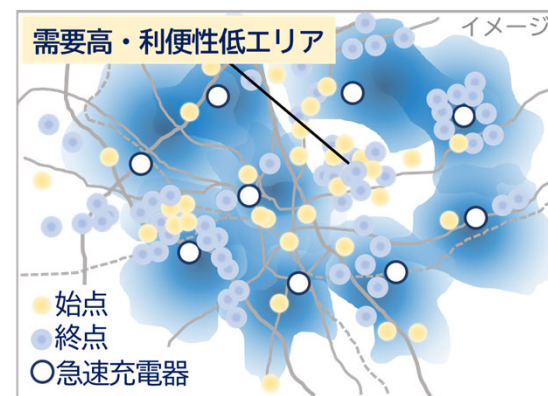 イメージ
需要高・利便性低エリア
始点
終点
急速充電器